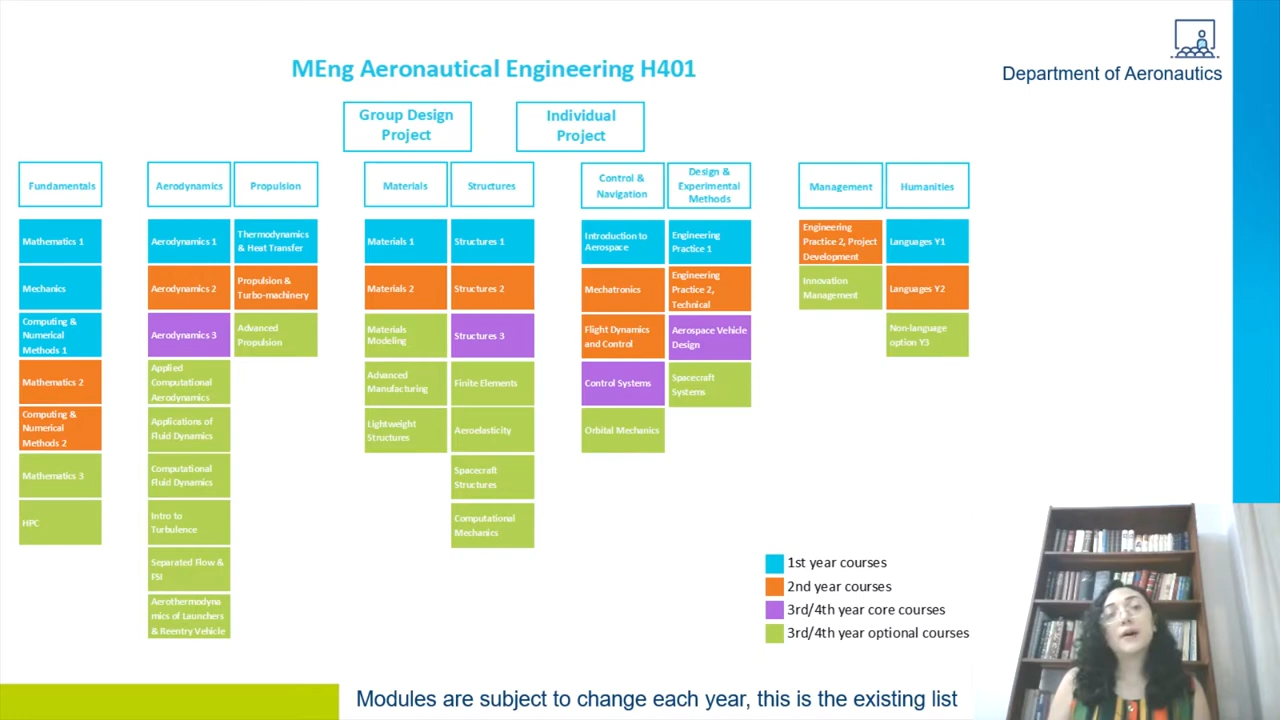 MEng Aeronautical Engineering H401
Department of Aeronautics
Group Design
Project
Individual
Project
Fundamentals
Aerodynamics
Propulsion
Materials
Structures
Control &
Navigation
Design &
Experimental
Methods
Management
Humanities
Mathematics 1
Mechanics
Computing &
Numerical
Methods 1
Mathematics 2
Computing &
Numerical
Methods 2
Mathematics 3
HPC
Aerodynamics 1
Aerodynamics 2
Aerodynamics 3
Applied
Computational
Aerodynamics
Applications of
Fluid Dynamics
Computational
Fluid Dynamics
Intro to
Turbulence
Separated Flow &
FSI
Aerothermodyna
mics of Launchers
& Reentry Vehicle
Thermodynamics
& Heat Transfer
Propulsion &
Turbo-machinery
Advanced
Propulsion
Materials 1
Materials 2
Materials
Modeling
Advanced
Manufacturing
Lightweight
Structures
Structures 1
Structures 2
Structures 3
Finite Elements
Aeroelasticity
Spacecraft
Structures
Computational
Mechanics
Introduction to
Aerospace
Mechatronics
Flight Dynamics
and Control
Control Systems
Orbital Mechanics
Engineering
Practice 1
Engineering
Practice 2,
Technical
Aerospace Vehicle
Design
Spacecraft
Systems
Engineering
Practice 2, Project
Development
Innovation
Management
Languages Y1
Languages Y2
Non-language
option Y3
1st year courses
2nd year courses
3rd/4th year core courses
3rd/4th year optional courses
Modules are subject to change each year, this is the existing list